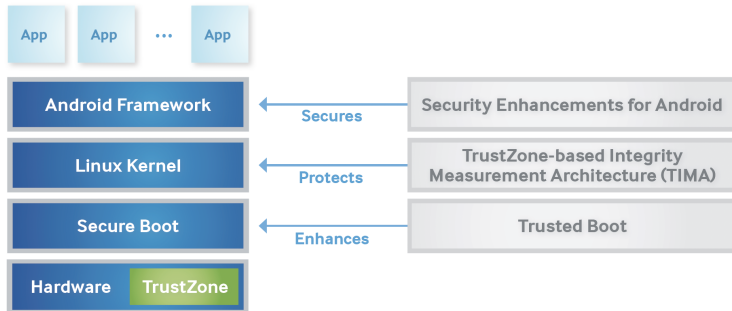 App App ... App
Android Framework
Secures
Security Enhancements for Android
Linux Kernel
Protects
TrustZone-based Integrity
Measurement Architecture (TIMA)
Secure Boot
Enhances
Trusted Boot
Hardware TrustZone